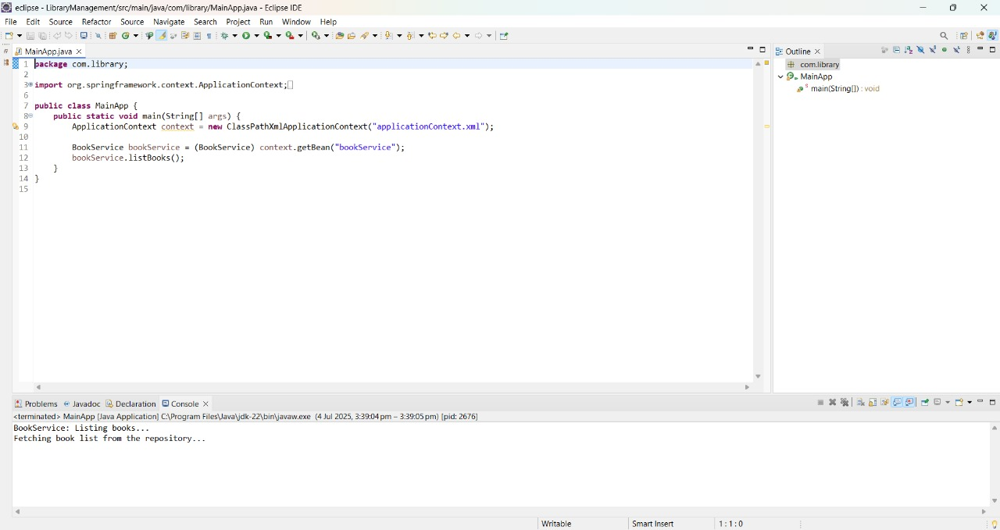 eclipse - LibraryManagement/src/main/java/com/library/MainApp.java - Eclipse IDE
File Edit Source Refactor Source Navigate Search Project Run Window Help
MainApp.java
1 package com.library;
2
3 import org.springframework.context.ApplicationContext;
6
7 public class MainApp {
8 public static void main(String[] args) {
9 ApplicationContext context = new ClassPathXmlApplicationContext("applicationContext.xml");
10
11 BookService bookService = (BookService) context.getBean("bookService");
12 bookService.listBooks();
13 }
14 }
15
Outline
com.library
MainApp
main(String[]) : void
Problems Javadoc Declaration Console
<terminated> MainApp [Java Application] C:\Program Files\Java\jdk-22\bin\javaw.exe (4 Jul 2025, 3:39:04 pm – 3:39:05 pm) [pid: 2676]
BookService: Listing books...
Fetching book list from the repository...
Writable Smart Insert 1 : 1 : 0